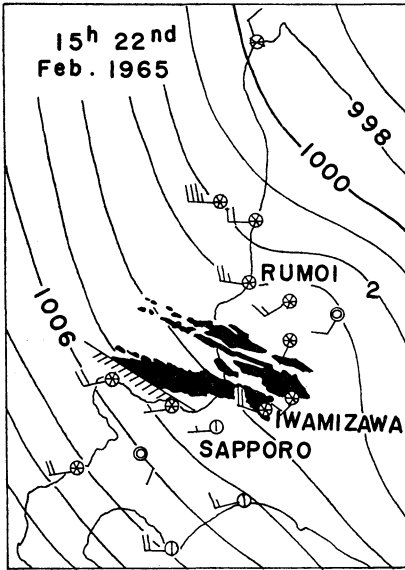 15h 22nd
Feb. 1965
998
1000
RUMOI
2
1006
IWAMIZAWA
SAPPORO